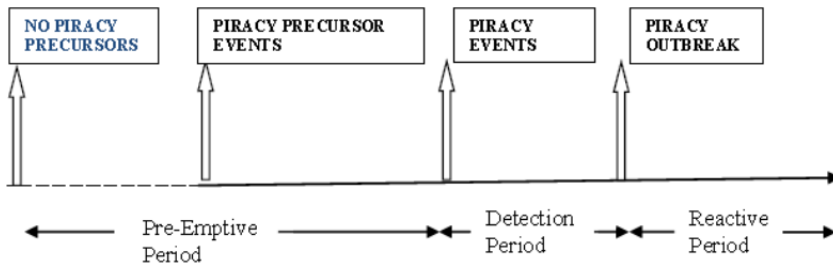 NO PIRACY
PRECURSORS
PIRACY PRECURSOR
EVENTS
PIRACY
EVENTS
PIRACY
OUTBREAK
Pre-Emptive
Period
Detection
Period
Reactive
Period